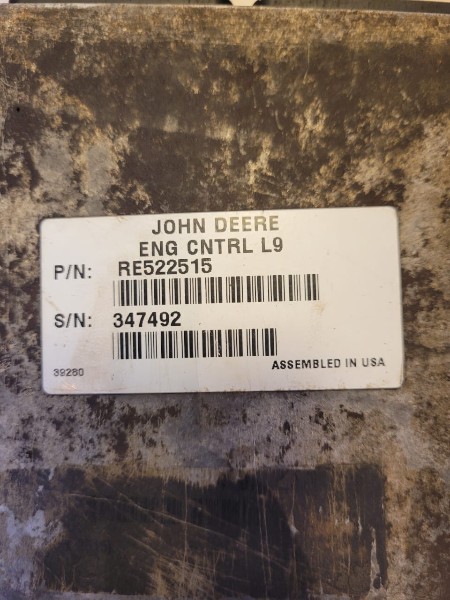 JOHN DEERE
ENG CNTRL L9
P/N: RE522515
S/N: 347492
39280 ASSEMBLED IN USA